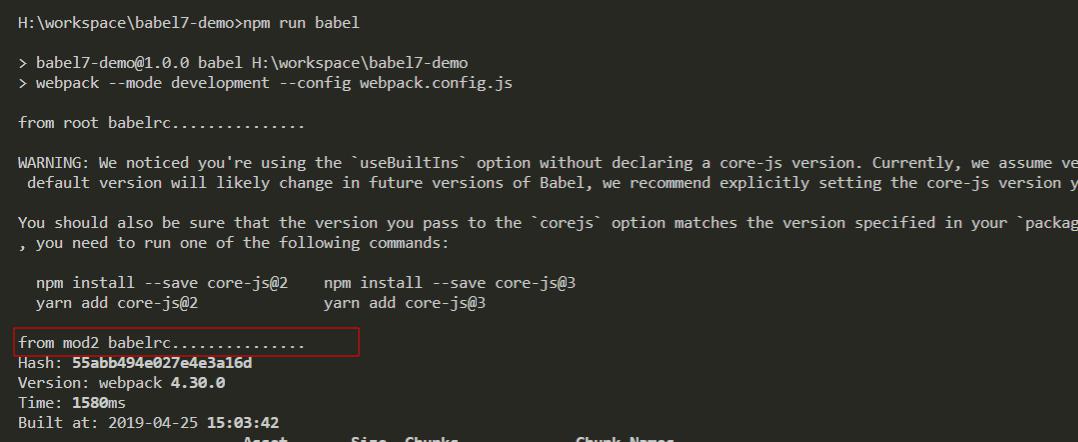 H:\workspace\babel7-demo>npm run babel
> babel7-demo@1.0.0 babel H:\workspace\babel7-demo
> webpack --mode development --config webpack.config.js
from root babelrc...............
WARNING: We noticed you're using the `useBuiltIns` option without declaring a core-js version. Currently, we assume ve
default version will likely change in future versions of Babel, we recommend explicitly setting the core-js version y
You should also be sure that the version you pass to the `corejs` option matches the version specified in your `packag
, you need to run one of the following commands:
npm install --save core-js@2    npm install --save core-js@3
yarn add core-js@2              yarn add core-js@3
from mod2 babelrc...............
Hash: 55abb494e027e4e3a16d
Version: webpack 4.30.0
Time: 1580ms
Built at: 2019-04-25 15:03:42
Asset       Size  Chunks             Chunk Names